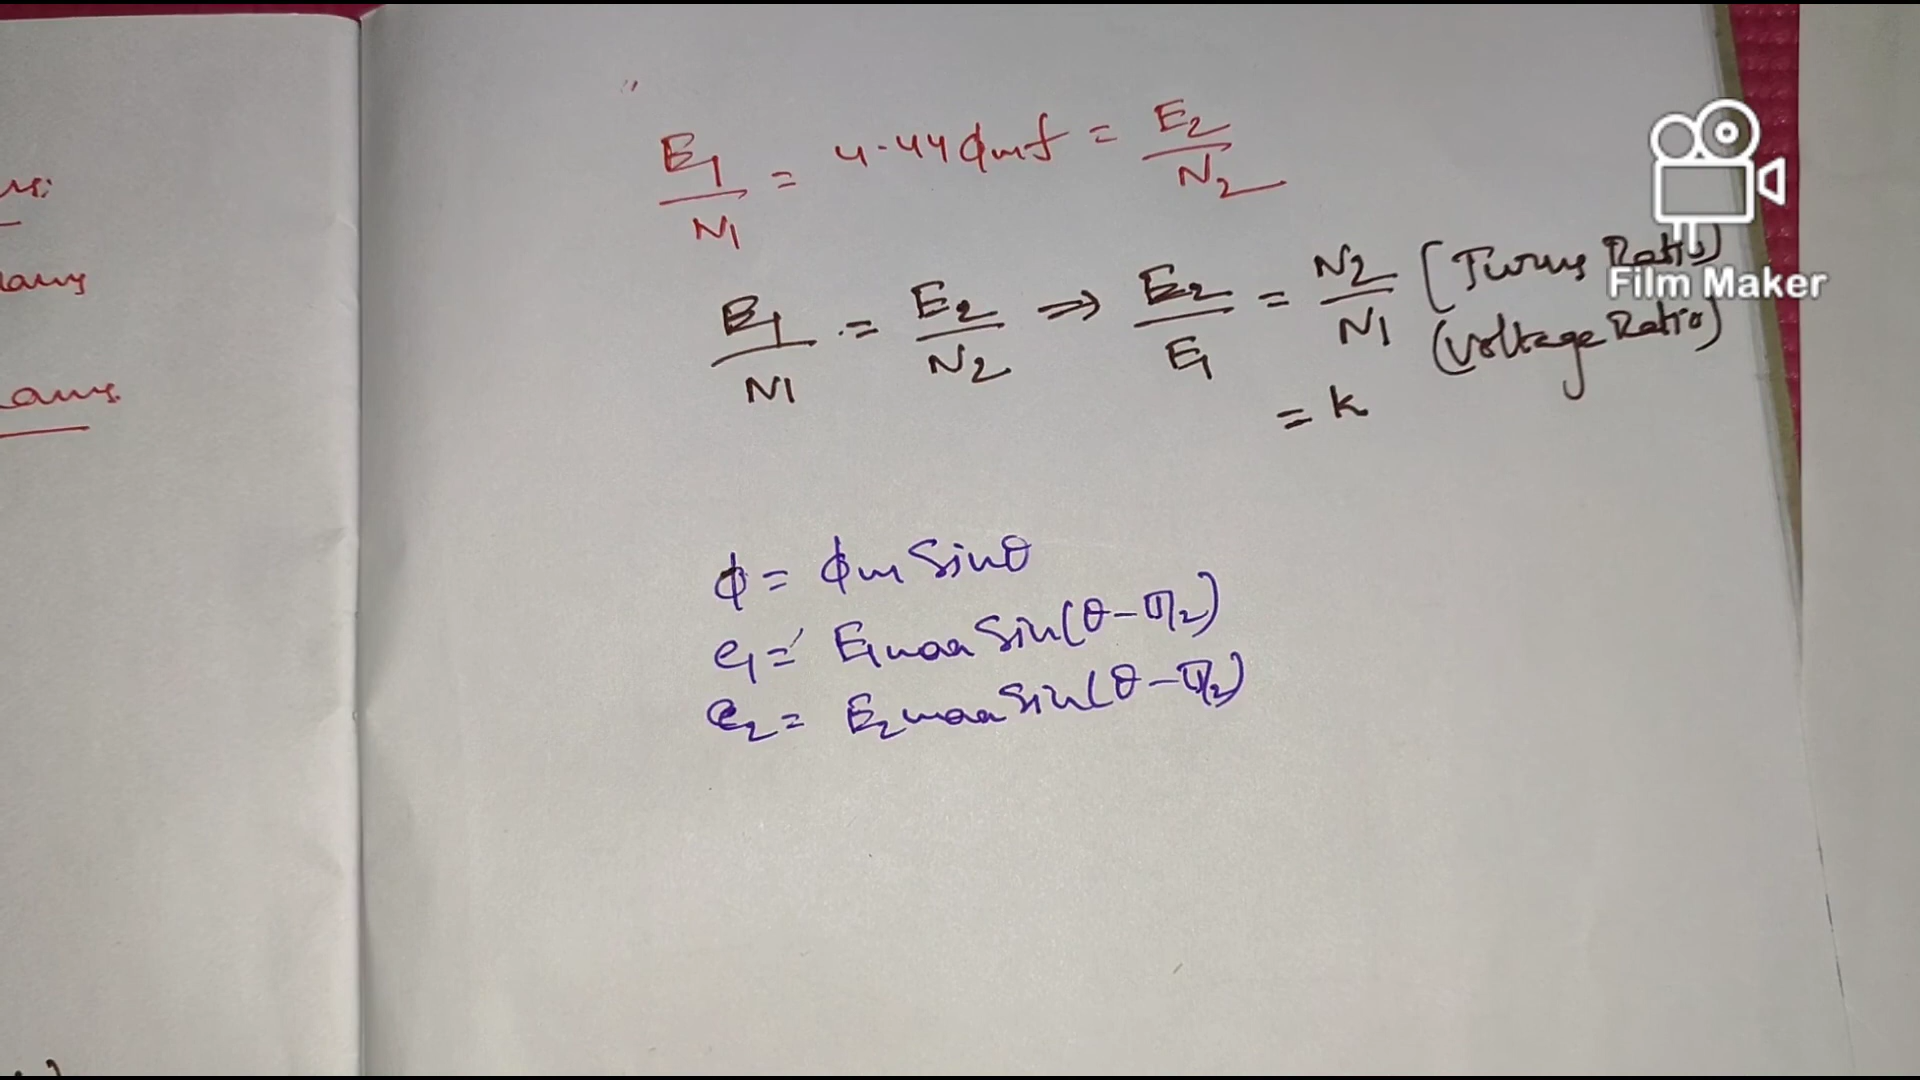 E1/N1 = 4.44 ϕm f = E2/N2
E1/N1 = E2/N2 ⇒ E2/E1 = N2/N1 [Turns Ratio)
(Voltage Ratio)
= k
ϕ = ϕm Sinθ
e1 = E1max Sin(θ - π/2)
e2 = E2max Sin(θ - π/2)
Film Maker